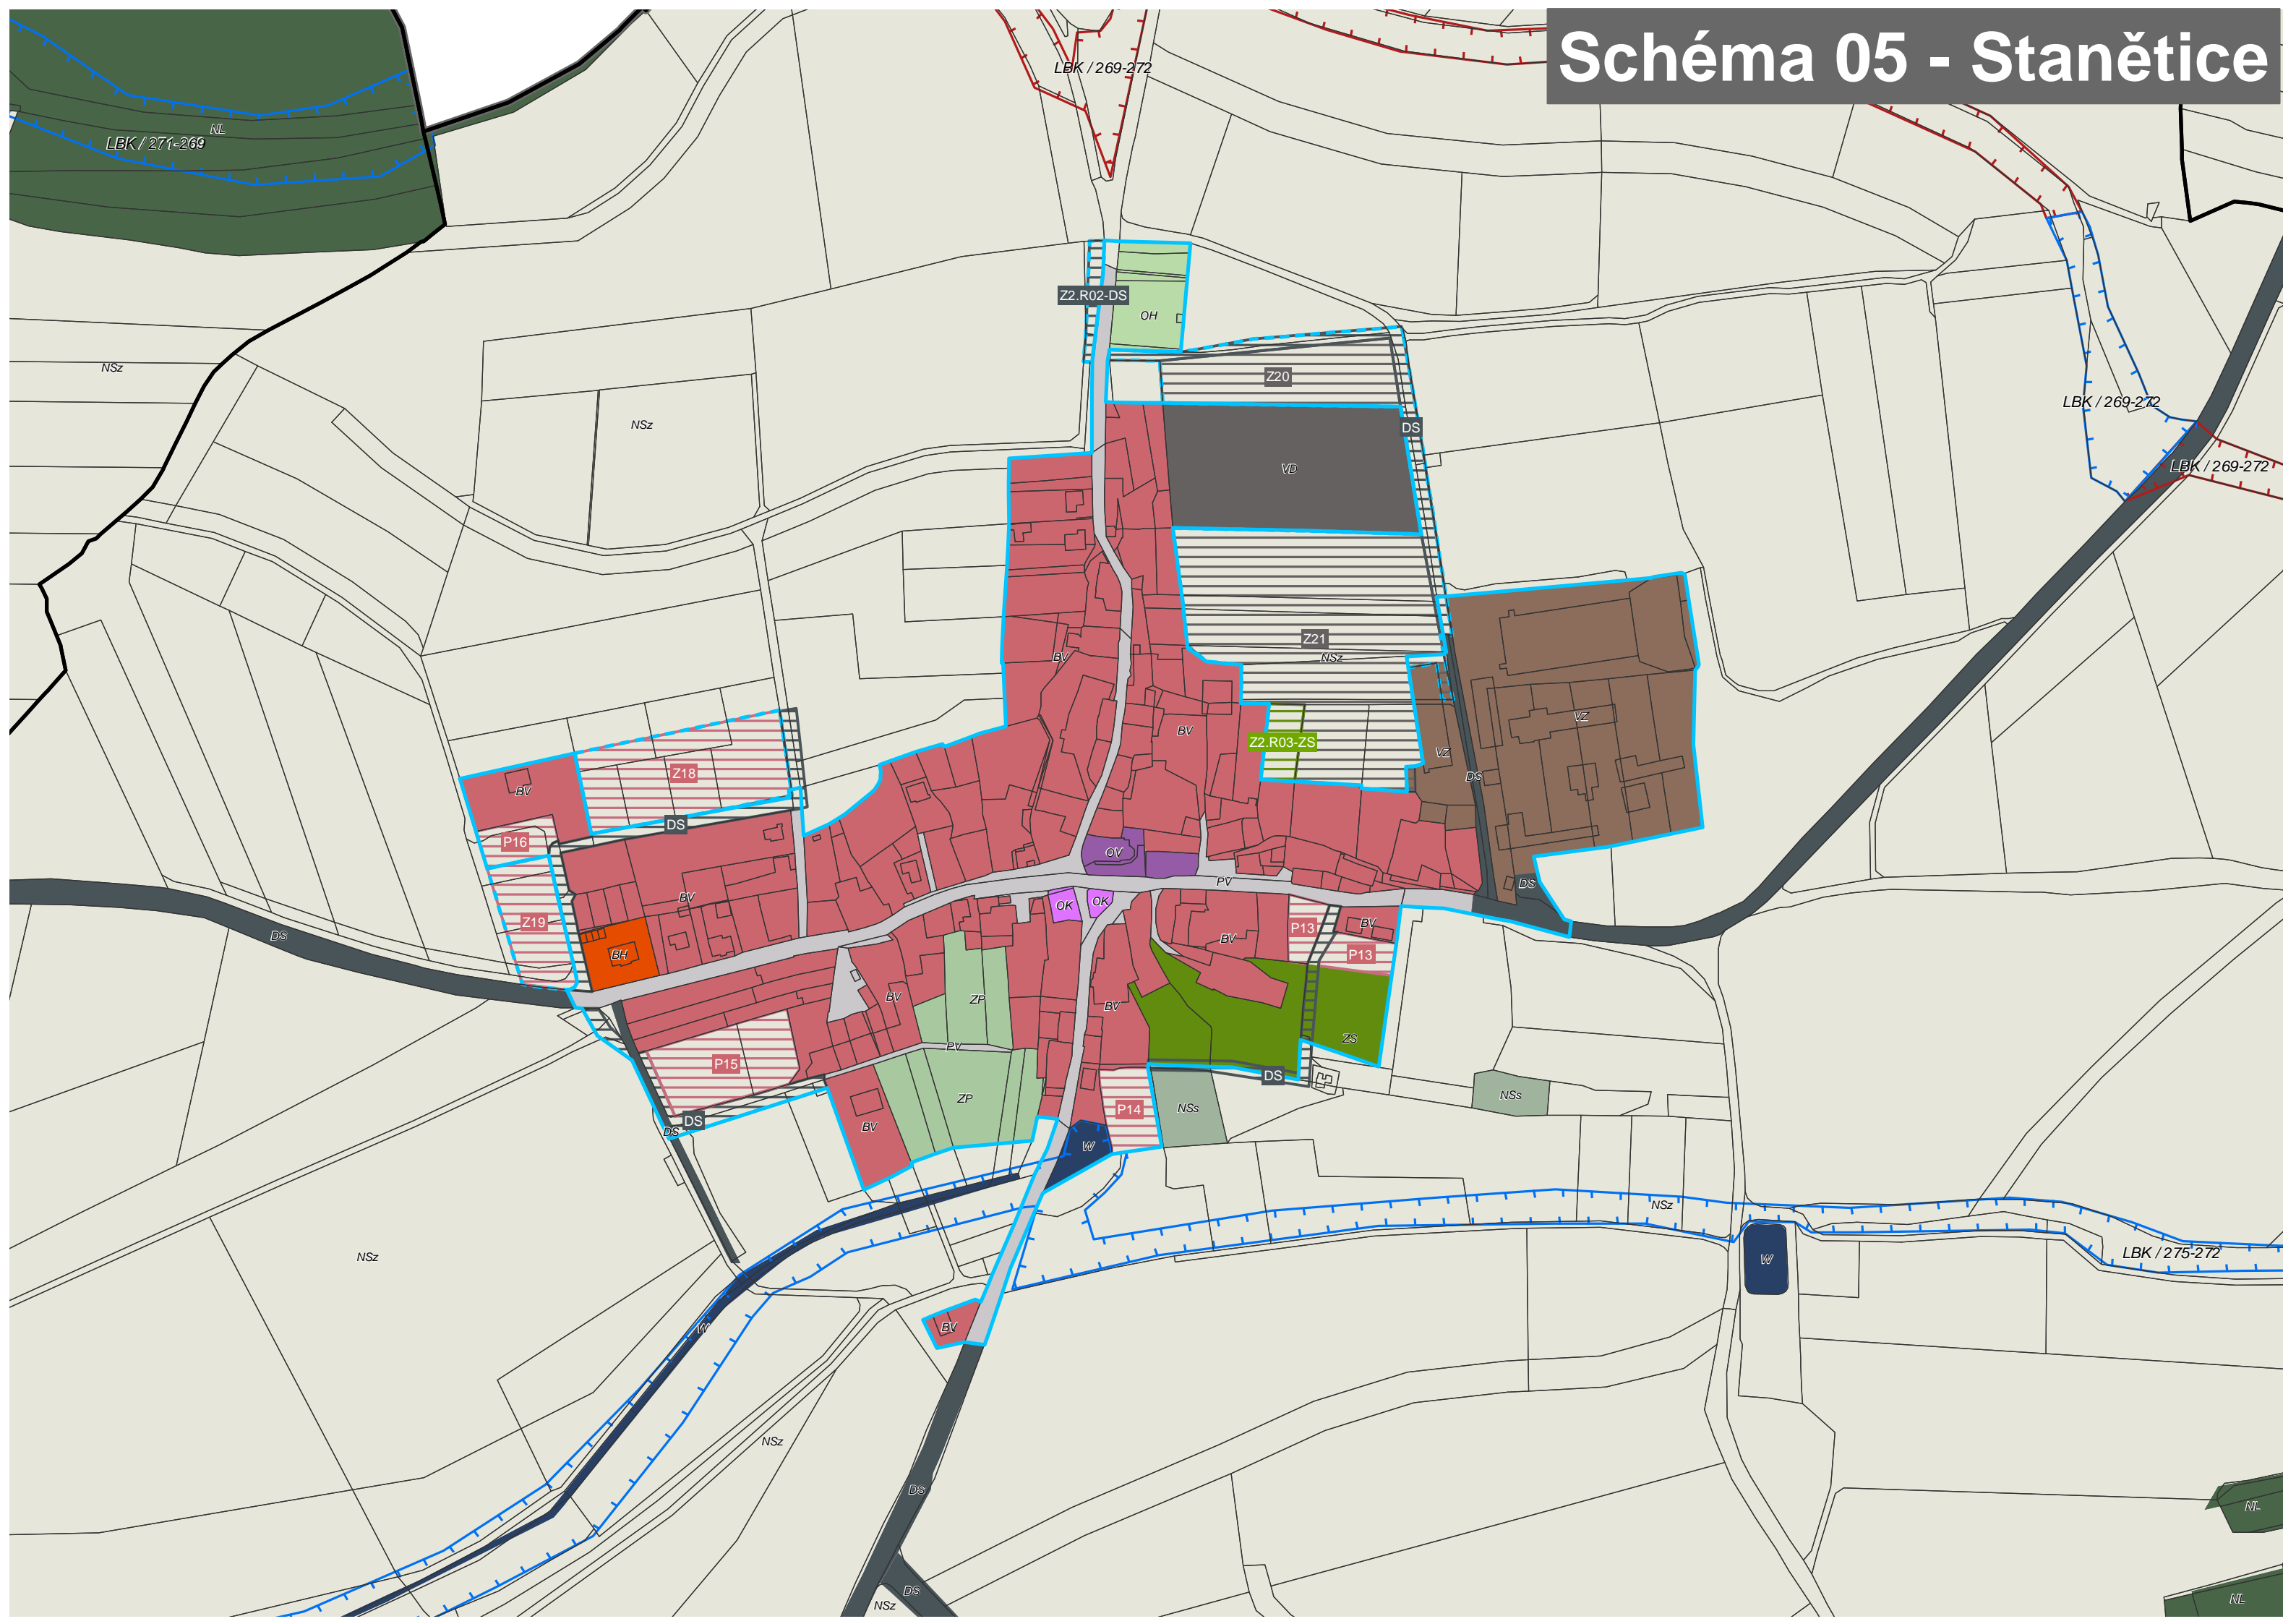 Schéma 05 - Stanětice
LBK / 269-272
NL
LBK / 271-269
Z2.R02-DS
OH
NSz
Z20
LBK / 269-272
NSz
DS
VD
LBK / 269-272
Z21
NSz
BV
VZ
BV
Z2.R03-ZS
VZ
Z18
DS
BV
DS
P16
OV
PV
DS
BV
OK
OK
Z19
P13
BV
DS
BV
BH
P13
BV
ZP
BV
ZS
PV
P15
DS
ZP
NSs
NSs
P14
DS
DS
BV
W
NSz
LBK / 275-272
NSz
W
W
BV
NSz
DS
NL
DS
NSz
NL